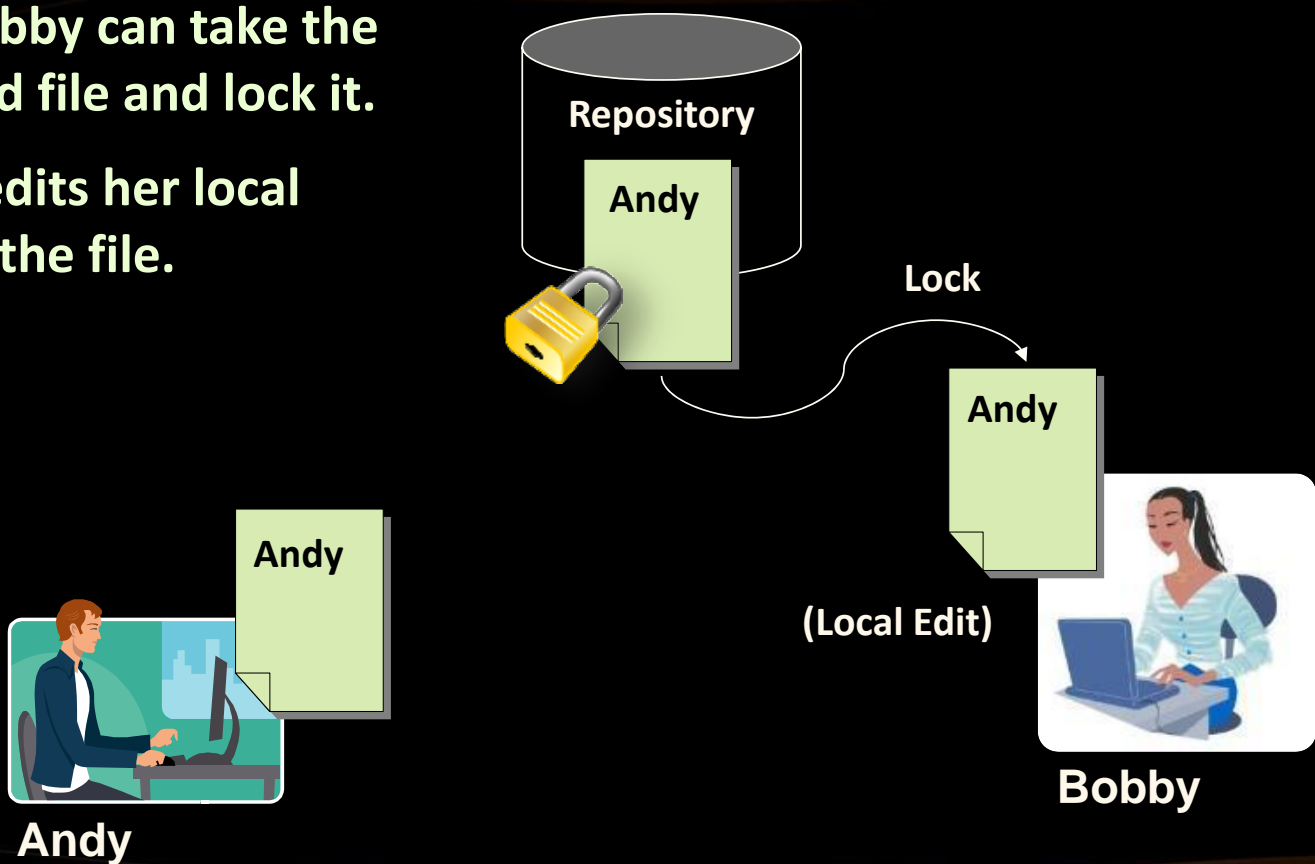 bby can take the
d file and lock it.
edits her local
the file.
Repository
Andy
Lock
Andy
Andy
(Local Edit)
Bobby
Andy